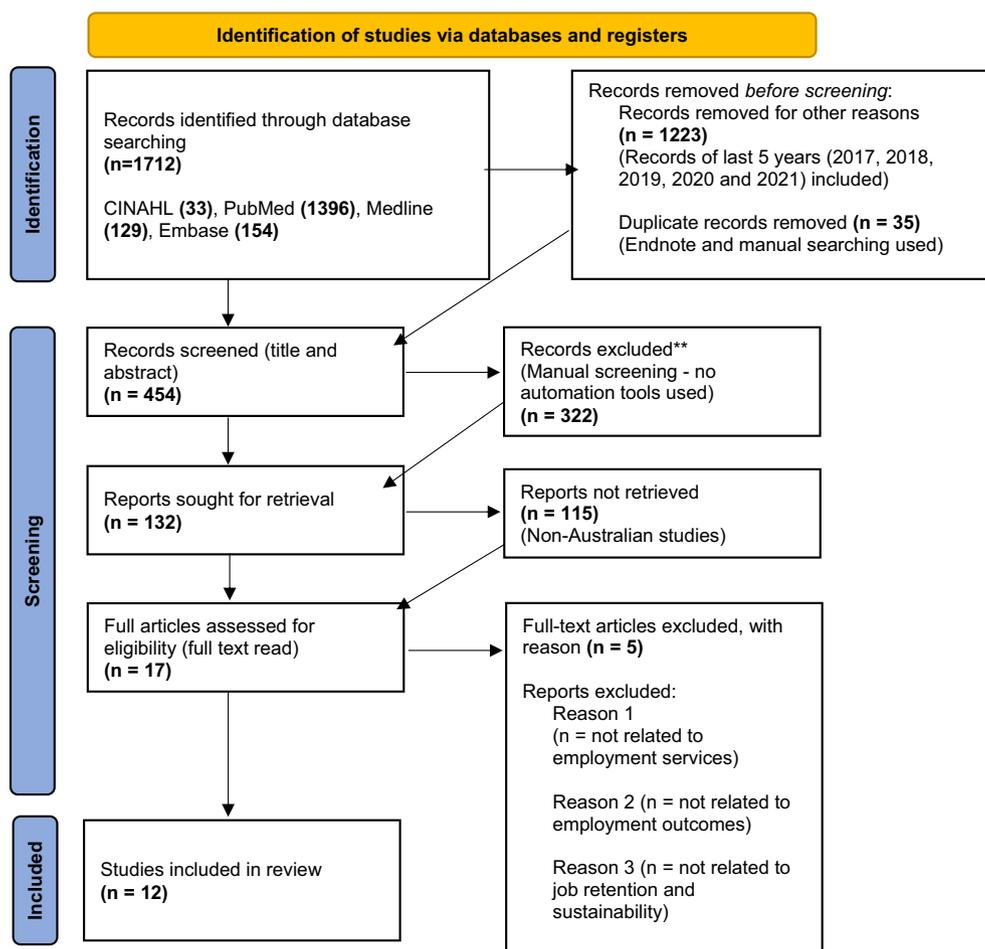 Identification of studies via databases and registers
Identification
Records identified through database
searching
(n=1712)
CINAHL (33), PubMed (1396), Medline
(129), Embase (154)
Records removed before screening:
Records removed for other reasons
(n = 1223)
(Records of last 5 years (2017, 2018,
2019, 2020 and 2021) included)
Duplicate records removed (n = 35)
(Endnote and manual searching used)
Screening
Records screened (title and
abstract)
(n = 454)
Records excluded**
(Manual screening - no
automation tools used)
(n = 322)
Reports sought for retrieval
(n = 132)
Reports not retrieved
(n = 115)
(Non-Australian studies)
Full articles assessed for
eligibility (full text read)
(n = 17)
Full-text articles excluded, with
reason (n = 5)
Reports excluded:
Reason 1
(n = not related to
employment services)
Reason 2 (n = not related to
employment outcomes)
Reason 3 (n = not related to
job retention and
sustainability)
Included
Studies included in review
(n = 12)